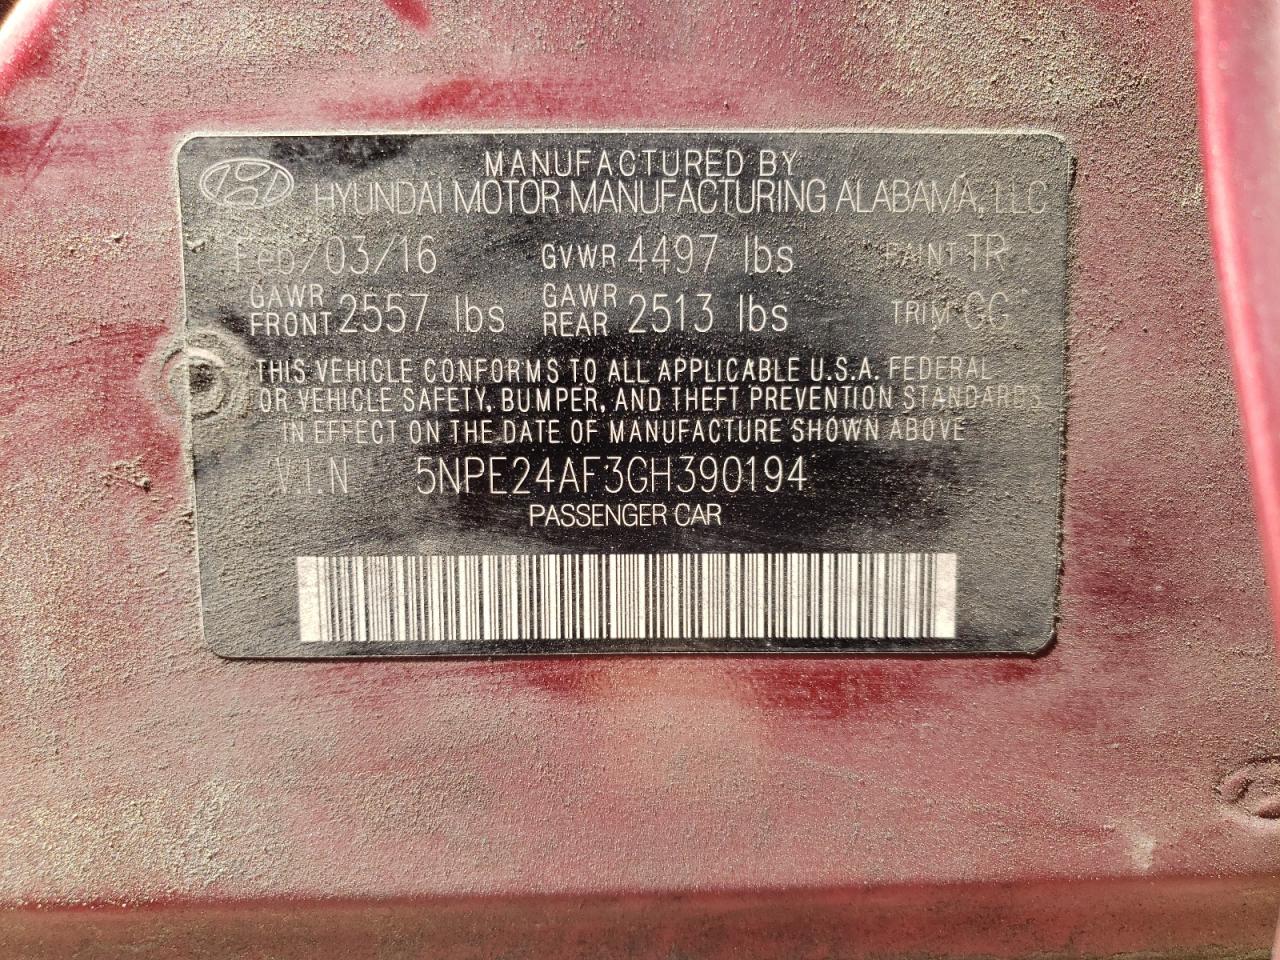 MANUFACTURED BY
HYUNDAI MOTOR MANUFACTURING ALABAMA, LLC
Feb/03/16 GVWR 4497 lbs PAINT TR
GAWR FRONT 2557 lbs GAWR REAR 2513 lbs TRIM GG
THIS VEHICLE CONFORMS TO ALL APPLICABLE U.S.A. FEDERAL
OR VEHICLE SAFETY, BUMPER, AND THEFT PREVENTION STANDARDS
IN EFFECT ON THE DATE OF MANUFACTURE SHOWN ABOVE
V.I.N 5NPE24AF3GH390194
PASSENGER CAR